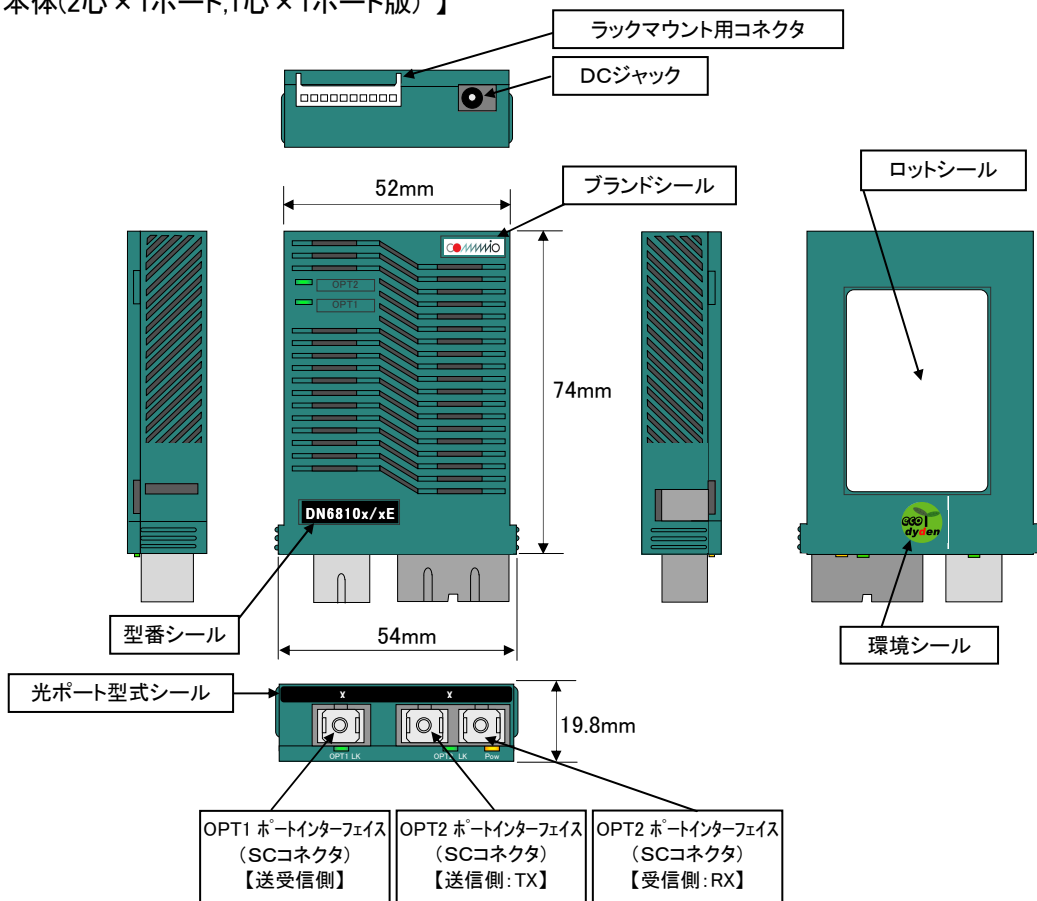 本体(2心×1ポート,1心×1ポート版) 】
ラックマウント用コネクタ
DCジャック
52mm
ブランドシール
ロットシール
commio
OPT2
OPT1
74mm
DN6810x/xE
eco
dyden
型番シール
54mm
環境シール
光ポート型式シール
x x
19.8mm
OPT1 LK OPT2 LK Pow
OPT1 ポートインターフェイス
(SCコネクタ)
【送受信側】
OPT2 ポートインターフェイス
(SCコネクタ)
【送信側:TX】
OPT2 ポートインターフェイス
(SCコネクタ)
【受信側:RX】